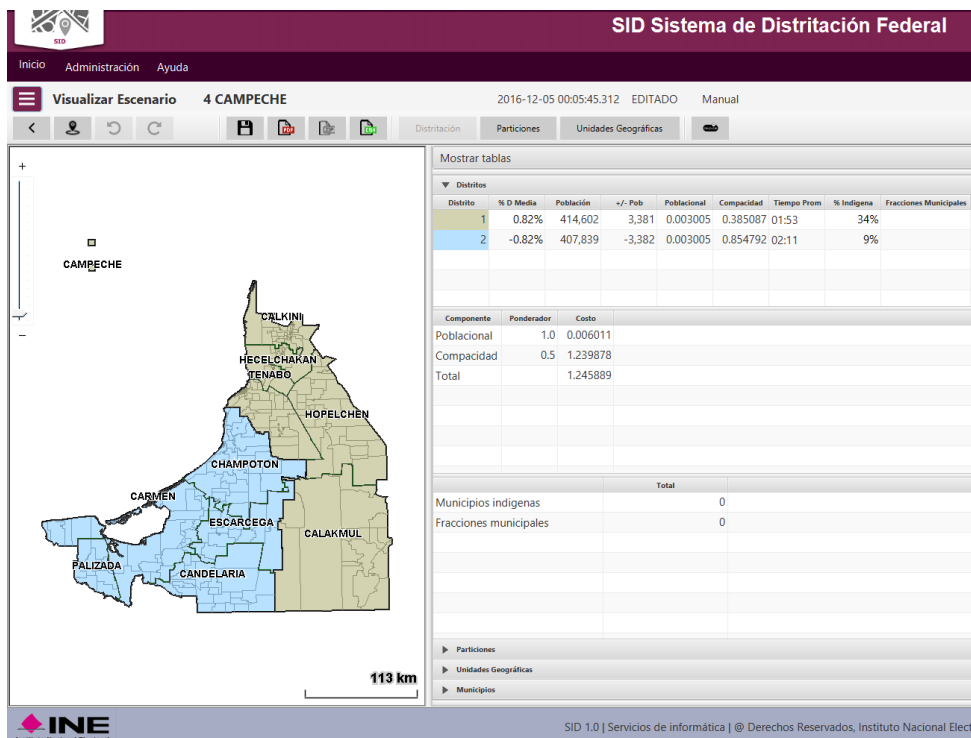 SID
SID Sistema de Distritación Federal
Inicio Administración Ayuda
Visualizar Escenario 4 CAMPECHE 2016-12-05 00:05:45.312 EDITADO Manual
Distritación Particiones Unidades Geográficas
Mostrar tablas
Distritos
Distrito % D Media Población +/- Pob Poblacional Compacidad Tiempo Prom % Indigena Fracciones Municipales
1 0.82% 414,602 3,381 0.003005 0.385087 01:53 34%
2 -0.82% 407,839 -3,382 0.003005 0.854792 02:11 9%
Componente Ponderador Costo
Poblacional 1.0 0.006011
Compacidad 0.5 1.239878
Total 1.245889
Total
Municipios indigenas 0
Fracciones municipales 0
Particiones
Unidades Geográficas
Municipios
+
CAMPECHE
-
CALKINI
HECELCHAKAN
TENABO
HOPELCHEN
CHAMPOTON
CARMEN
ESCARCEGA
CALAKMUL
PALIZADA
CANDELARIA
113 km
INE
SID 1.0 | Servicios de informática | @ Derechos Reservados, Instituto Nacional Elect